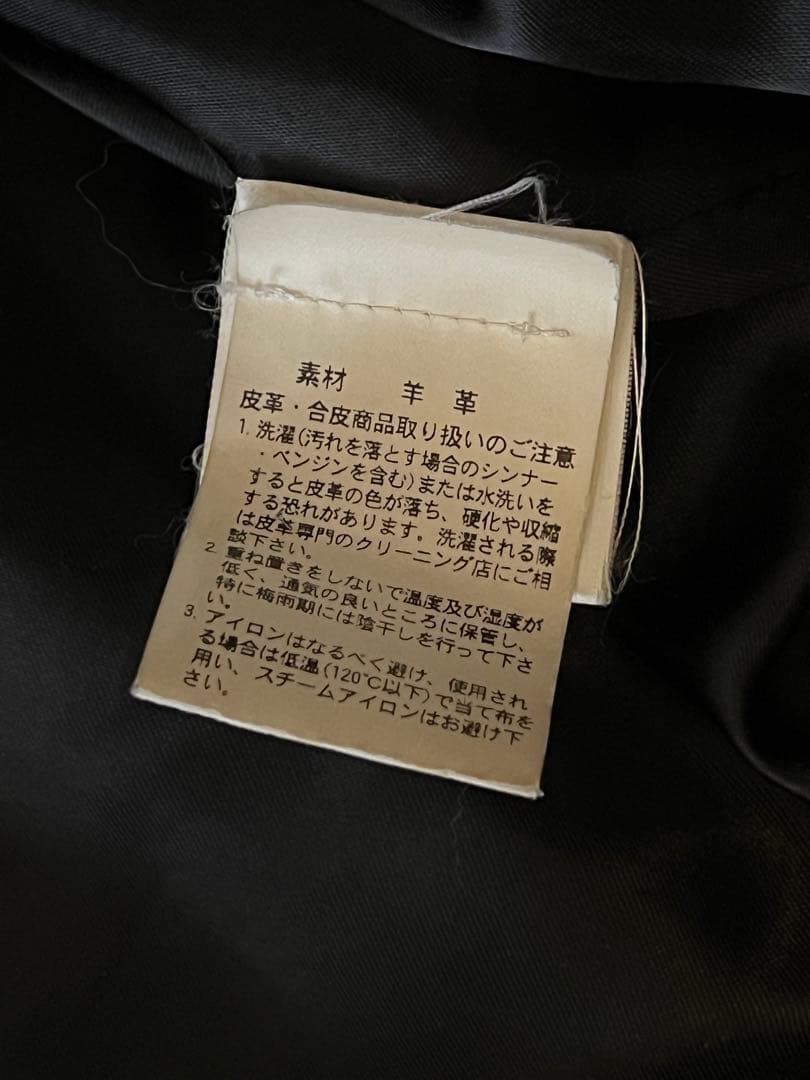 素材　羊 革
皮革・合皮商品取り扱いのご注意
1. 洗濯(汚れを落とす場合のシンナー
・ベンジンを含む)または水洗いを
すると皮革の色が落ち、硬化や収縮
する恐れがあります。洗濯される際
は皮革専門のクリーニング店にご相
談下さい。
2. 重ね置きをしないで温度及び湿度が
低く、通気の良いところに保管し、
特に梅雨期には陰干しを行って下さ
い。
3. アイロンはなるべく避け、使用され
る場合は低温(120℃以下)で当て布を
用い、スチームアイロンはお避け下
さい。